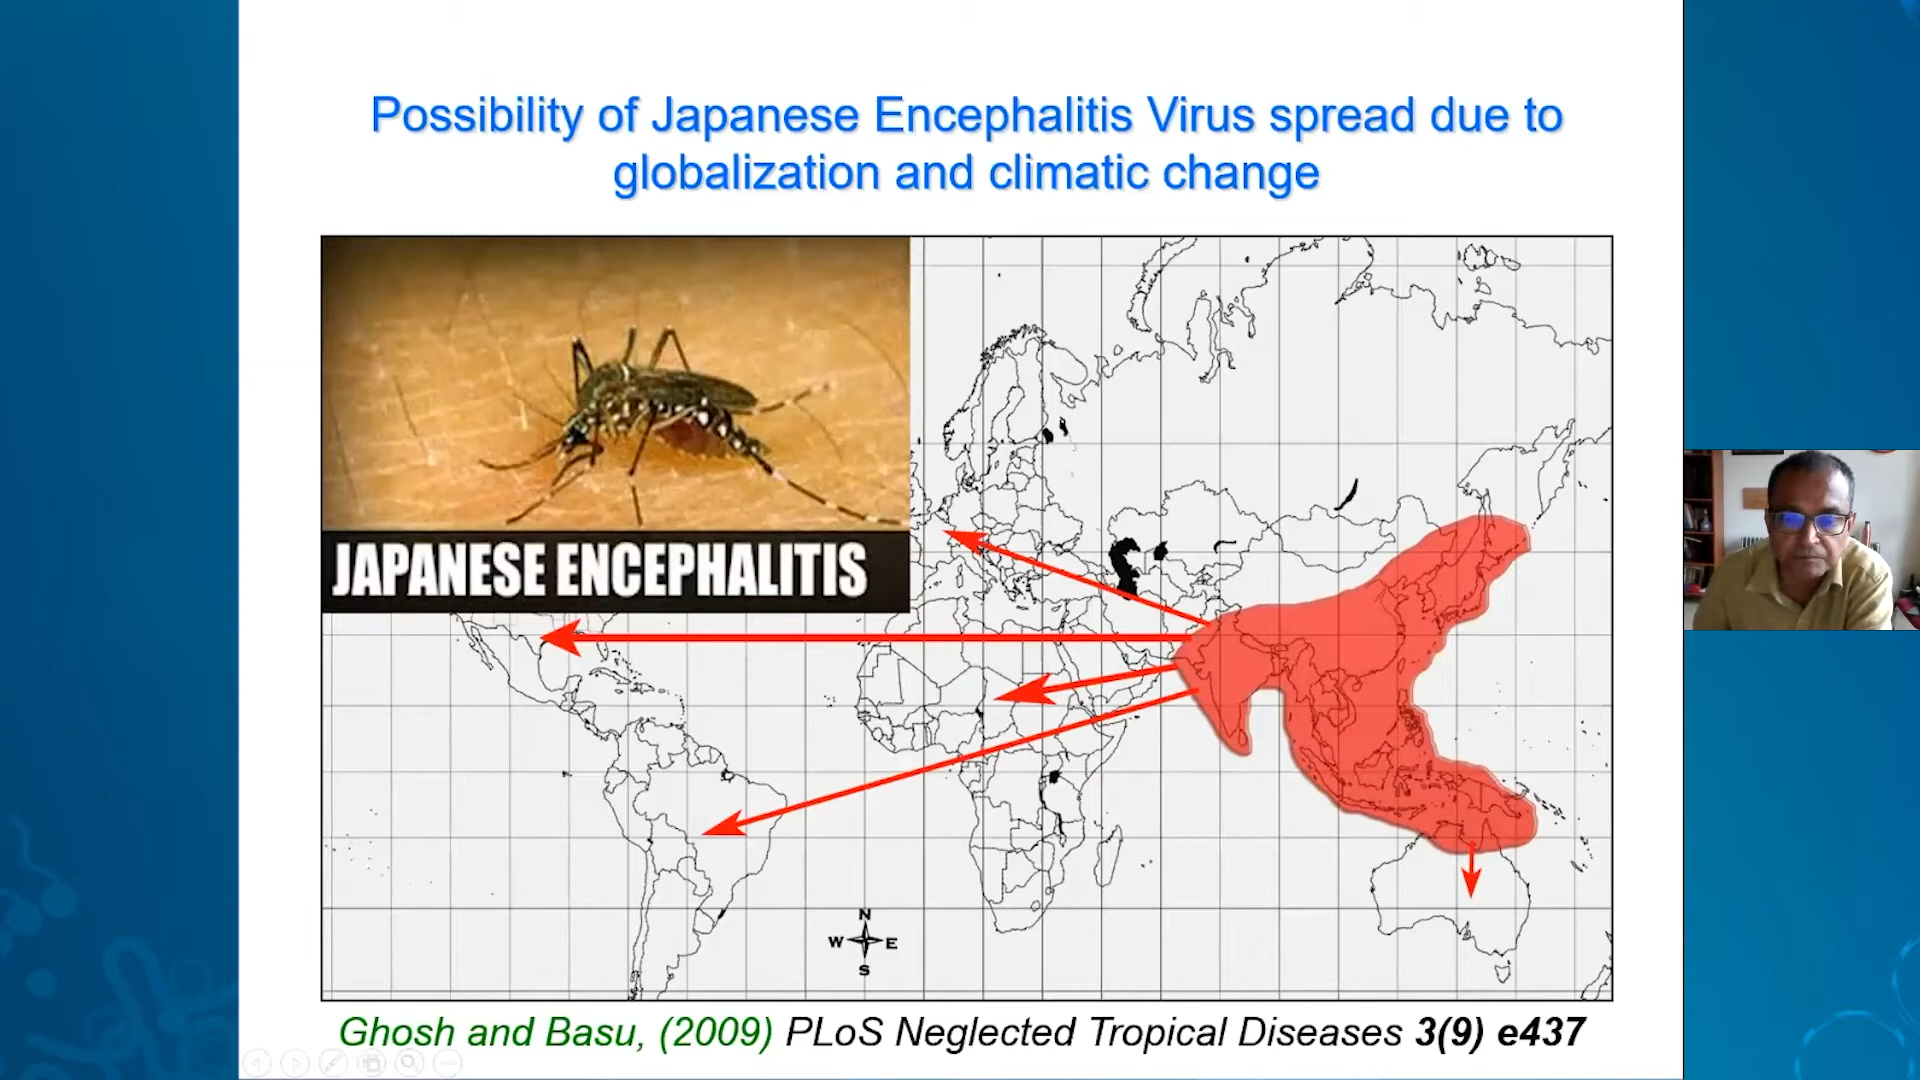 Possibility of Japanese Encephalitis Virus spread due to
globalization and climatic change
JAPANESE ENCEPHALITIS
N
W E
S
Ghosh and Basu, (2009) PLoS Neglected Tropical Diseases 3(9) e437